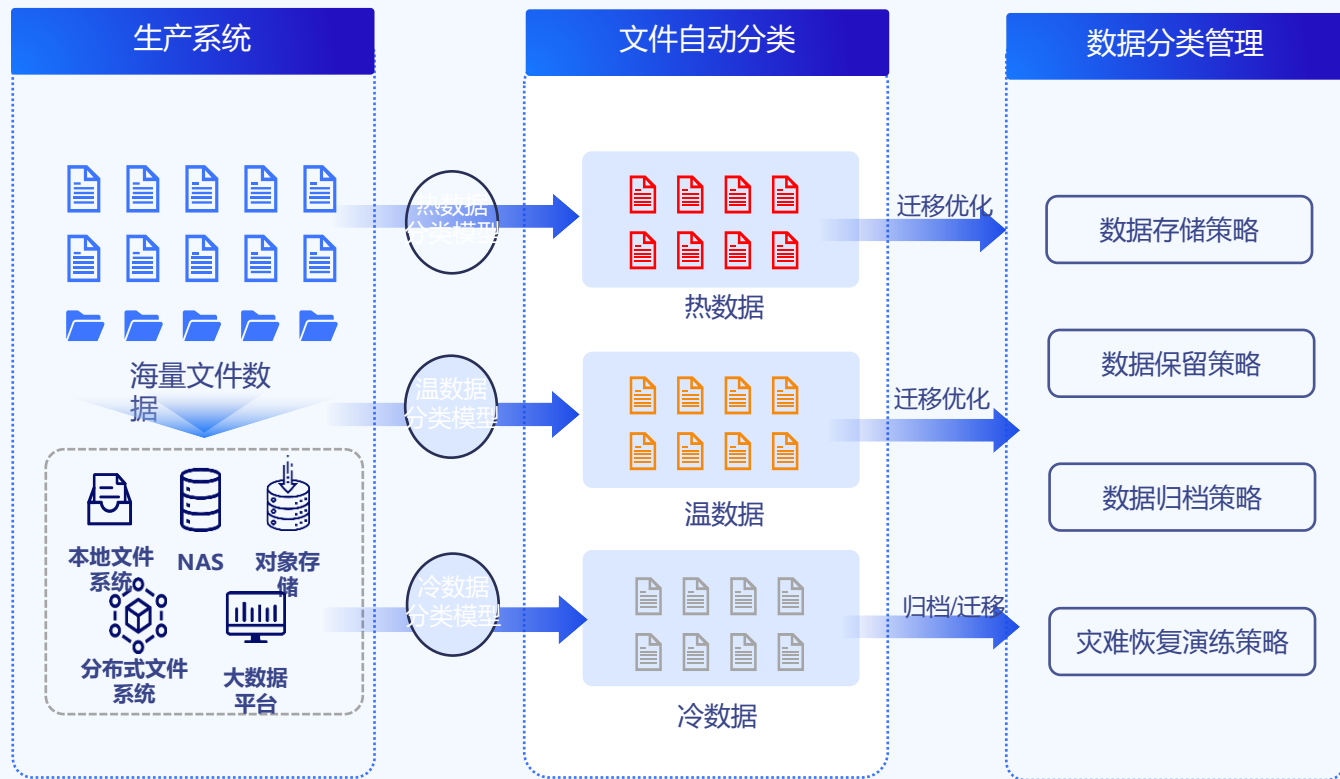 生产系统
文件自动分类
数据分类管理
海量文件数
据
本地文件
系统
NAS
对象存
储
分布式文件
系统
大数据
平台
热数据
分类模型
温数据
分类模型
冷数据
分类模型
热数据
温数据
冷数据
迁移优化
迁移优化
归档/迁移
数据存储策略
数据保留策略
数据归档策略
灾难恢复演练策略